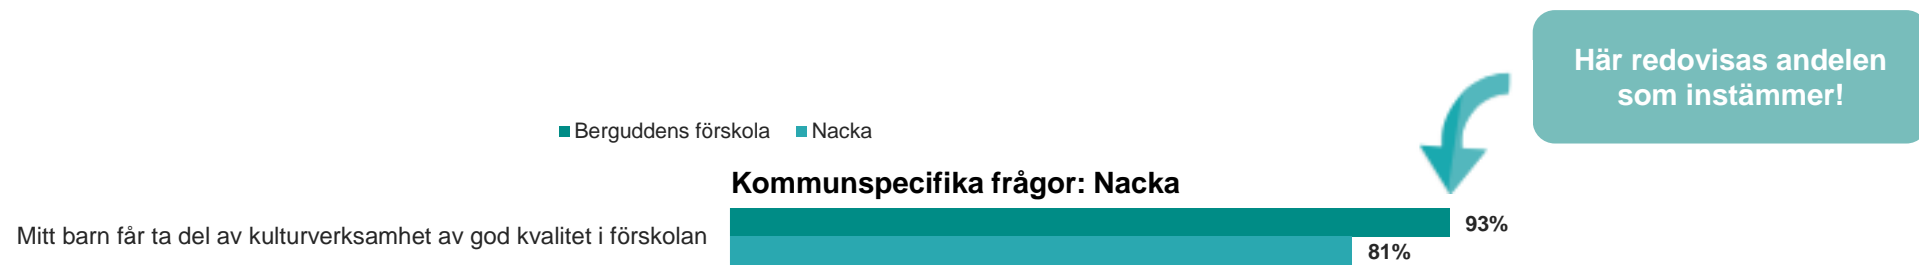 Här redovisas andelen
som instämmer!
Berguddens förskola Nacka
Kommunspecifika frågor: Nacka
Mitt barn får ta del av kulturverksamhet av god kvalitet i förskolan
93%
81%